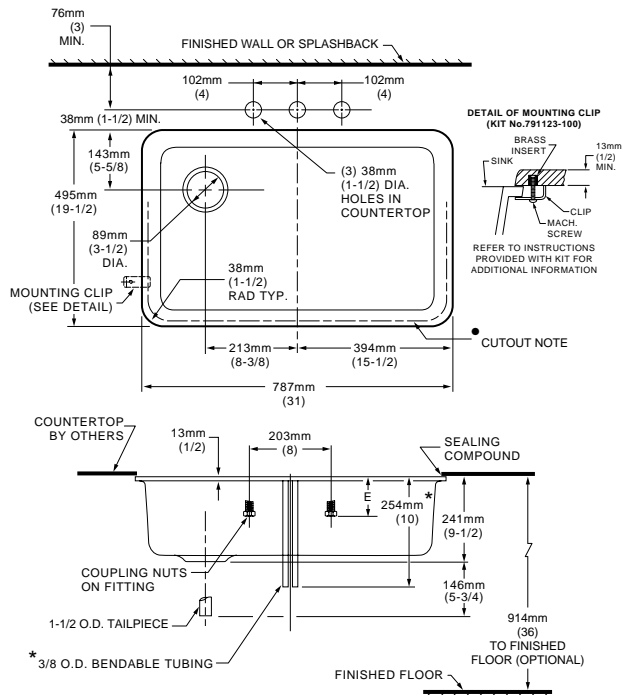 76mm
(3)
MIN.
FINISHED WALL OR SPLASHBACK
102mm
(4)
102mm
(4)
38mm (1-1/2) MIN.
DETAIL OF MOUNTING CLIP
(KIT No.791123-100)
BRASS
INSERT
SINK
13mm
(1/2)
MIN.
CLIP
MACH.
SCREW
REFER TO INSTRUCTIONS
PROVIDED WITH KIT FOR
ADDITIONAL INFORMATION
143mm
(5-5/8)
(3) 38mm
(1-1/2) DIA.
HOLES IN
COUNTERTOP
495mm
(19-1/2)
89mm
(3-1/2)
DIA.
38mm
(1-1/2)
RAD TYP.
MOUNTING CLIP
(SEE DETAIL)
CUTOUT NOTE
213mm
(8-3/8)
394mm
(15-1/2)
787mm
(31)
COUNTERTOP
BY OTHERS
13mm
(1/2)
203mm
(8)
SEALING
COMPOUND
E
254mm *
(10)
241mm
(9-1/2)
COUPLING NUTS
ON FITTING
146mm
(5-3/4)
1-1/2 O.D. TAILPIECE
914mm
(36)
TO FINISHED
FLOOR (OPTIONAL)
* 3/8 O.D. BENDABLE TUBING
FINISHED FLOOR